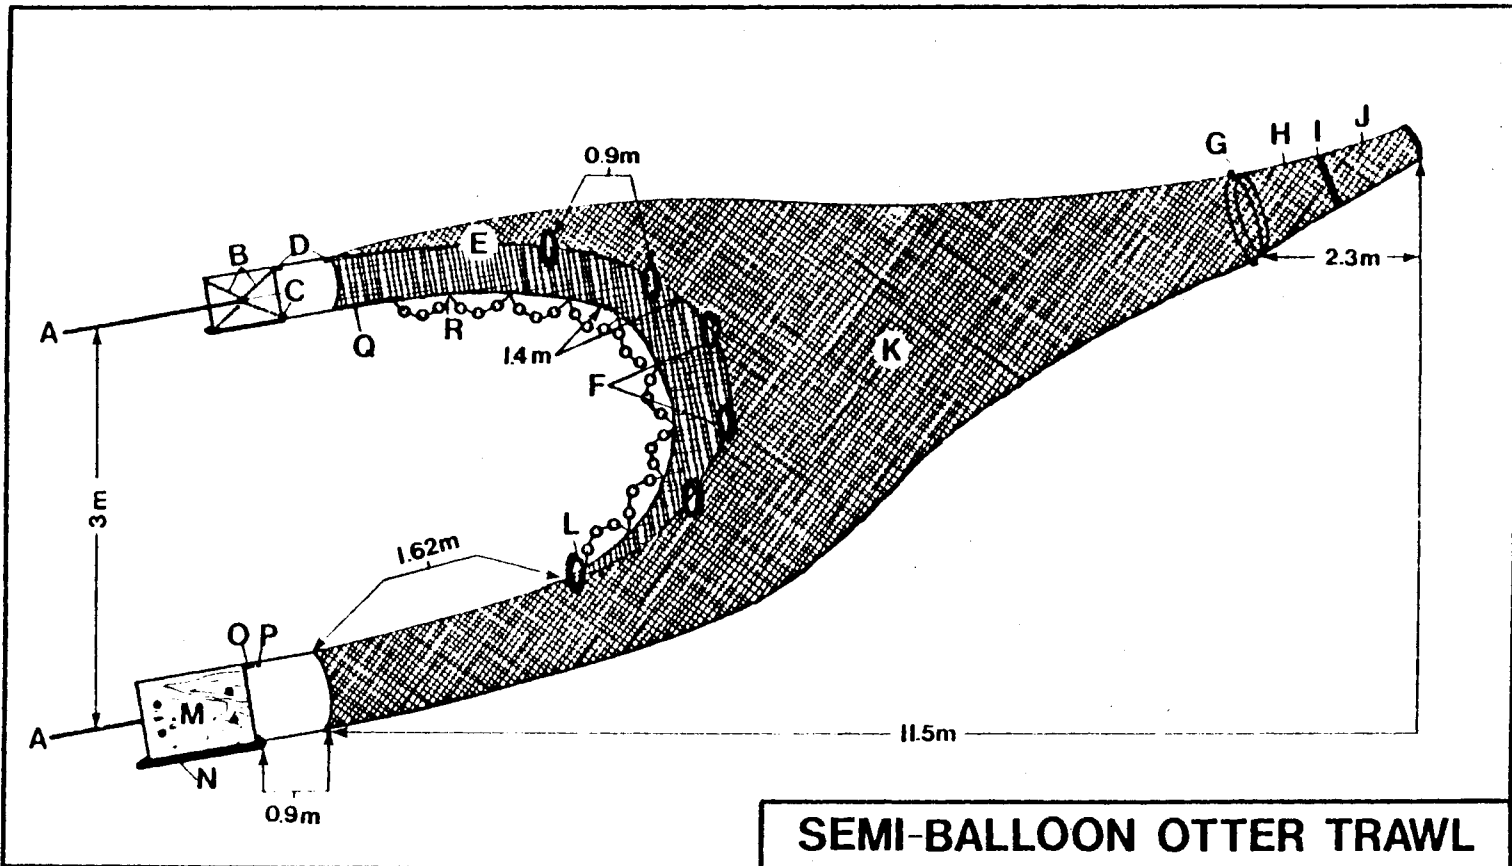 G H I J
0.9m
B D E
C
2.3m
A
Q R
1.4m
F K
3m
L
1.62m
O P
M
A
11.5m
N
0.9m
SEMI-BALLOON OTTER TRAWL